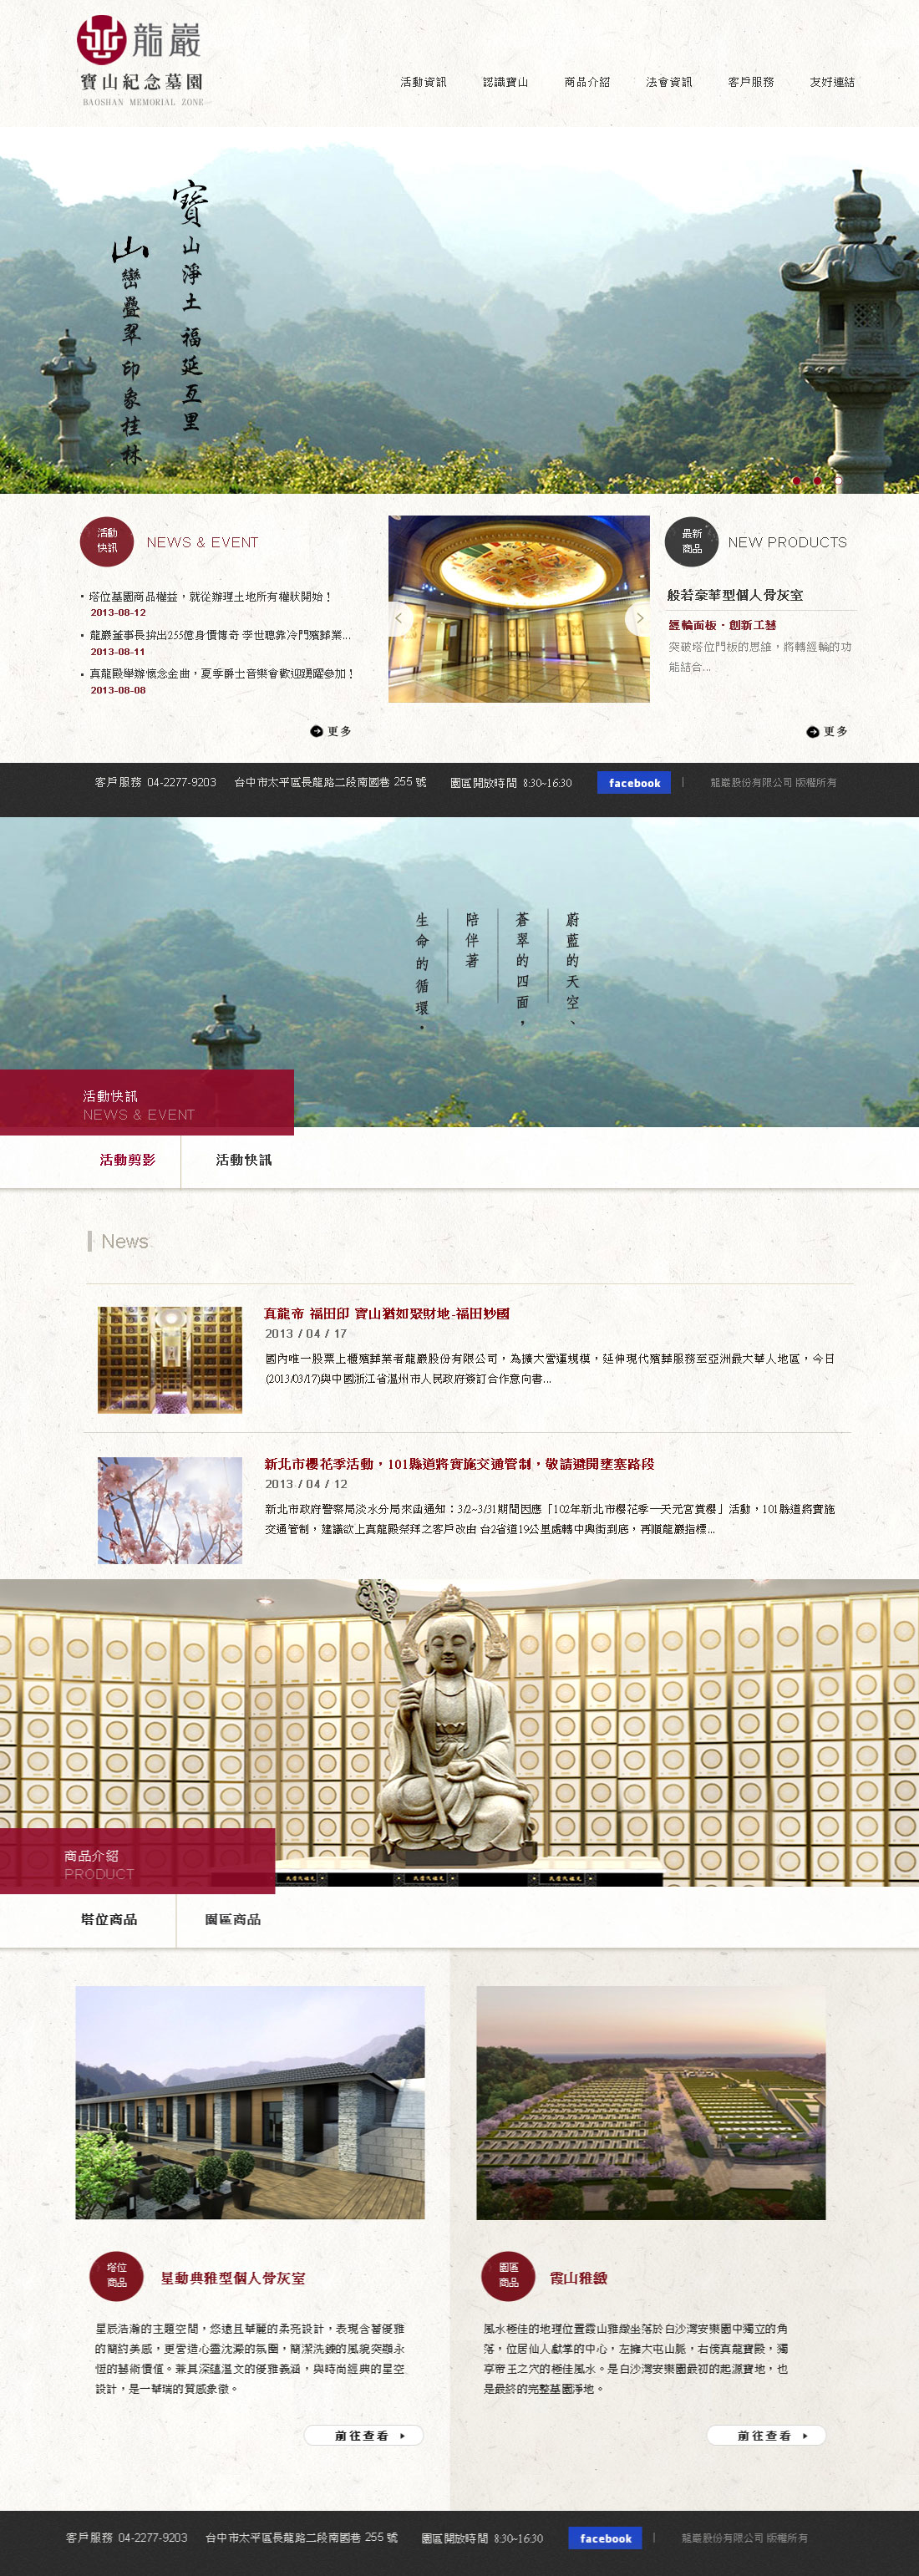 龍巖
寶山紀念墓園
BAOSHAN MEMORIAL ZONE
活動資訊 認識寶山 商品介紹 法會資訊 客戶服務 友好連結
寶山淨土 福延亙里
山巒疊翠 印象桂林
活動
快訊
NEWS & EVENT
塔位墓園商品權益，就從辦理土地所有權狀開始！
2013-08-12
龍巖董事長拚出255億身價傳奇 李世聰靠冷門殯葬業...
2013-08-11
真龍殿舉辦懷念金曲，夏季爵士音樂會歡迎踴躍參加！
2013-08-08
更多
最新
商品
NEW PRODUCTS
般若豪華型個人骨灰室
經輪面板．創新工藝
突破塔位門板的思維，將轉經輪的功
能結合...
更多
客戶服務 04-2277-9203 台中市太平區長龍路二段南國巷 255 號 園區開放時間 8:30~16:30 facebook | 龍巖股份有限公司 版權所有
蔚藍的天空、
蒼翠的四面，
陪伴著
生命的循環。
活動快訊
NEWS & EVENT
活動剪影 活動快訊
News
真龍帝 福田印 寶山猶如聚財地-福田妙國
2013 / 04 / 17
國內唯一股票上櫃殯葬業者龍巖股份有限公司，為擴大營運規模，延伸現代殯葬服務至亞洲最大華人地區，今日
(2013/03/17)與中國浙江省溫州市人民政府簽訂合作意向書...
新北市櫻花季活動，101縣道將實施交通管制，敬請避開壅塞路段
2013 / 04 / 12
新北市政府警察局淡水分局來函通知：3/2~3/31期間因應「102年新北市櫻花季—天元宮賞櫻」活動，101縣道將實施
交通管制，建議欲上真龍殿祭拜之客戶改由 台2省道19公里處轉中興街到底，再順龍巖指標...
商品介紹
PRODUCT
塔位商品 園區商品
塔位
商品
星動典雅型個人骨灰室
星辰浩瀚的主題空間，您遠且華麗的柔亮設計，表現含蓄優雅
的簡約美感，更營造心靈沈澱的氛圍，簡潔洗鍊的風貌突顯永
恆的藝術價值。兼具深蘊溫文的優雅義涵，與時尚經典的星空
設計，是一華瑞的質感象徵。
前往查看
園區
商品
霞山雅緻
風水極佳的地理位置霞山雅緻坐落於白沙灣安樂園中獨立的角
落，位居仙人獻掌的中心，左擁大屯山脈，右傍真龍寶殿，獨
享帝王之穴的極佳風水。是白沙灣安樂園最初的起源寶地，也
是最終的完整墓園淨地。
前往查看
客戶服務 04-2277-9203 台中市太平區長龍路二段南國巷 255 號 園區開放時間 8:30~16:30 facebook | 龍巖股份有限公司 版權所有